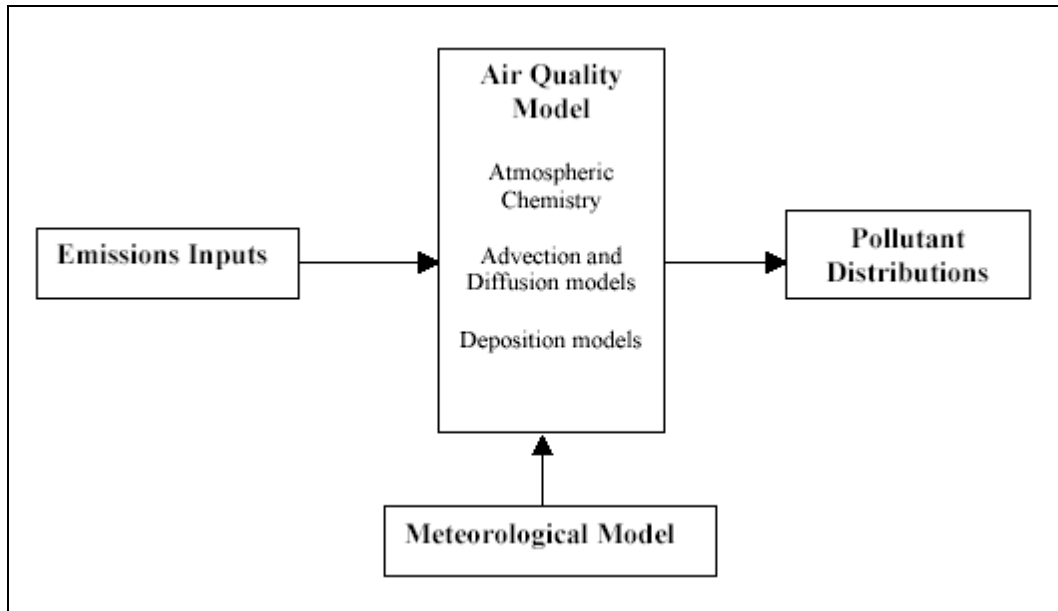 Air Quality
Model
Atmospheric
Chemistry
Advection and
Diffusion models
Deposition models
Emissions Inputs
Pollutant
Distributions
Meteorological Model